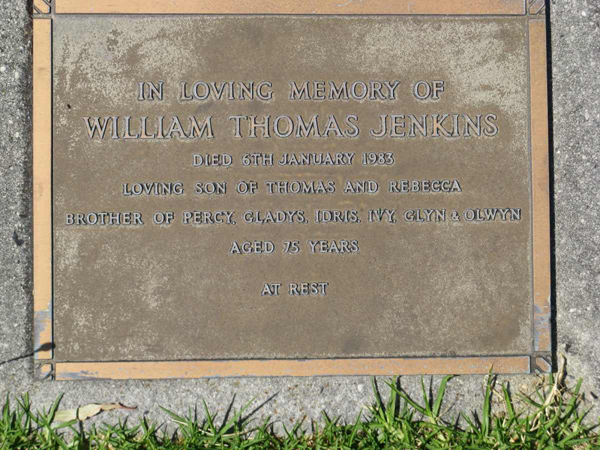 IN LOVING MEMORY OF
WILLIAM THOMAS JENKINS
DIED 6TH JANUARY 1983
LOVING SON OF THOMAS AND REBECCA
BROTHER OF PERCY, GLADYS, IDRIS, IVY, GLYN & OLWYN
AGED 75 YEARS
AT REST